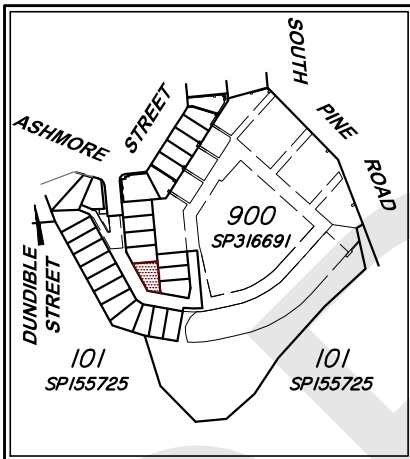 SOUTH
PINE
ROAD
ASHMORE
STREET
900
SP316691
DUNDIBLE
STREET
101
SP155725
101
SP155725